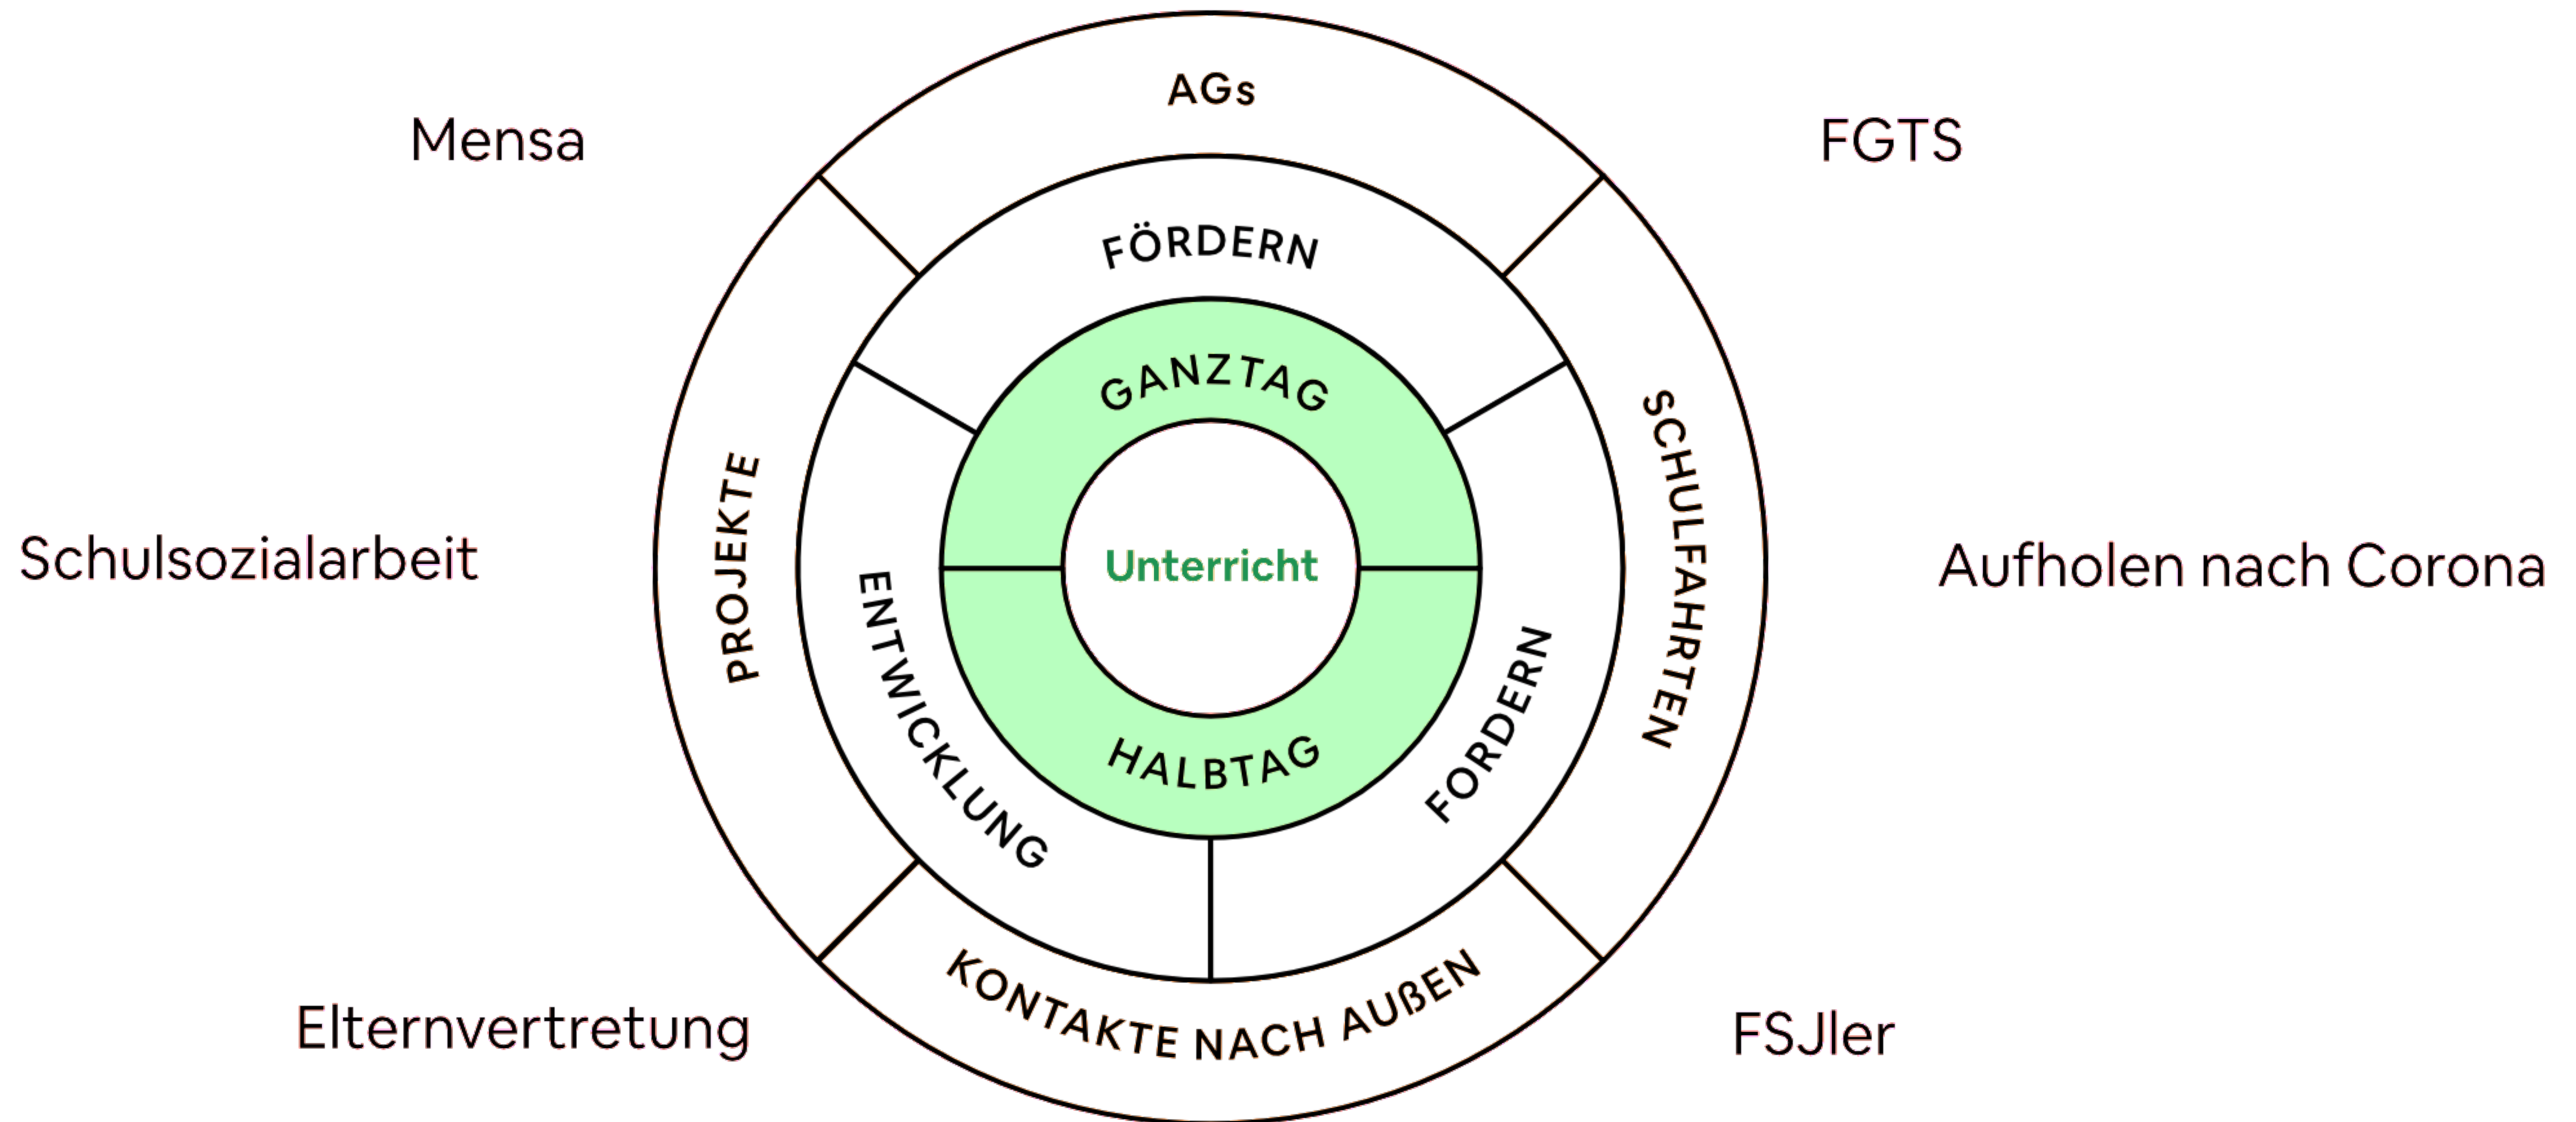 AGs
Mensa
FGTS
FÖRDERN
GANZTAG
SCHULFAHRTEN
PROJEKTE
Schulsozialarbeit
Unterricht
Aufholen nach Corona
ENTWICKLUNG
FORDERN
HALBTAG
KONTAKTE NACH AUßEN
Elternvertretung
FSJler